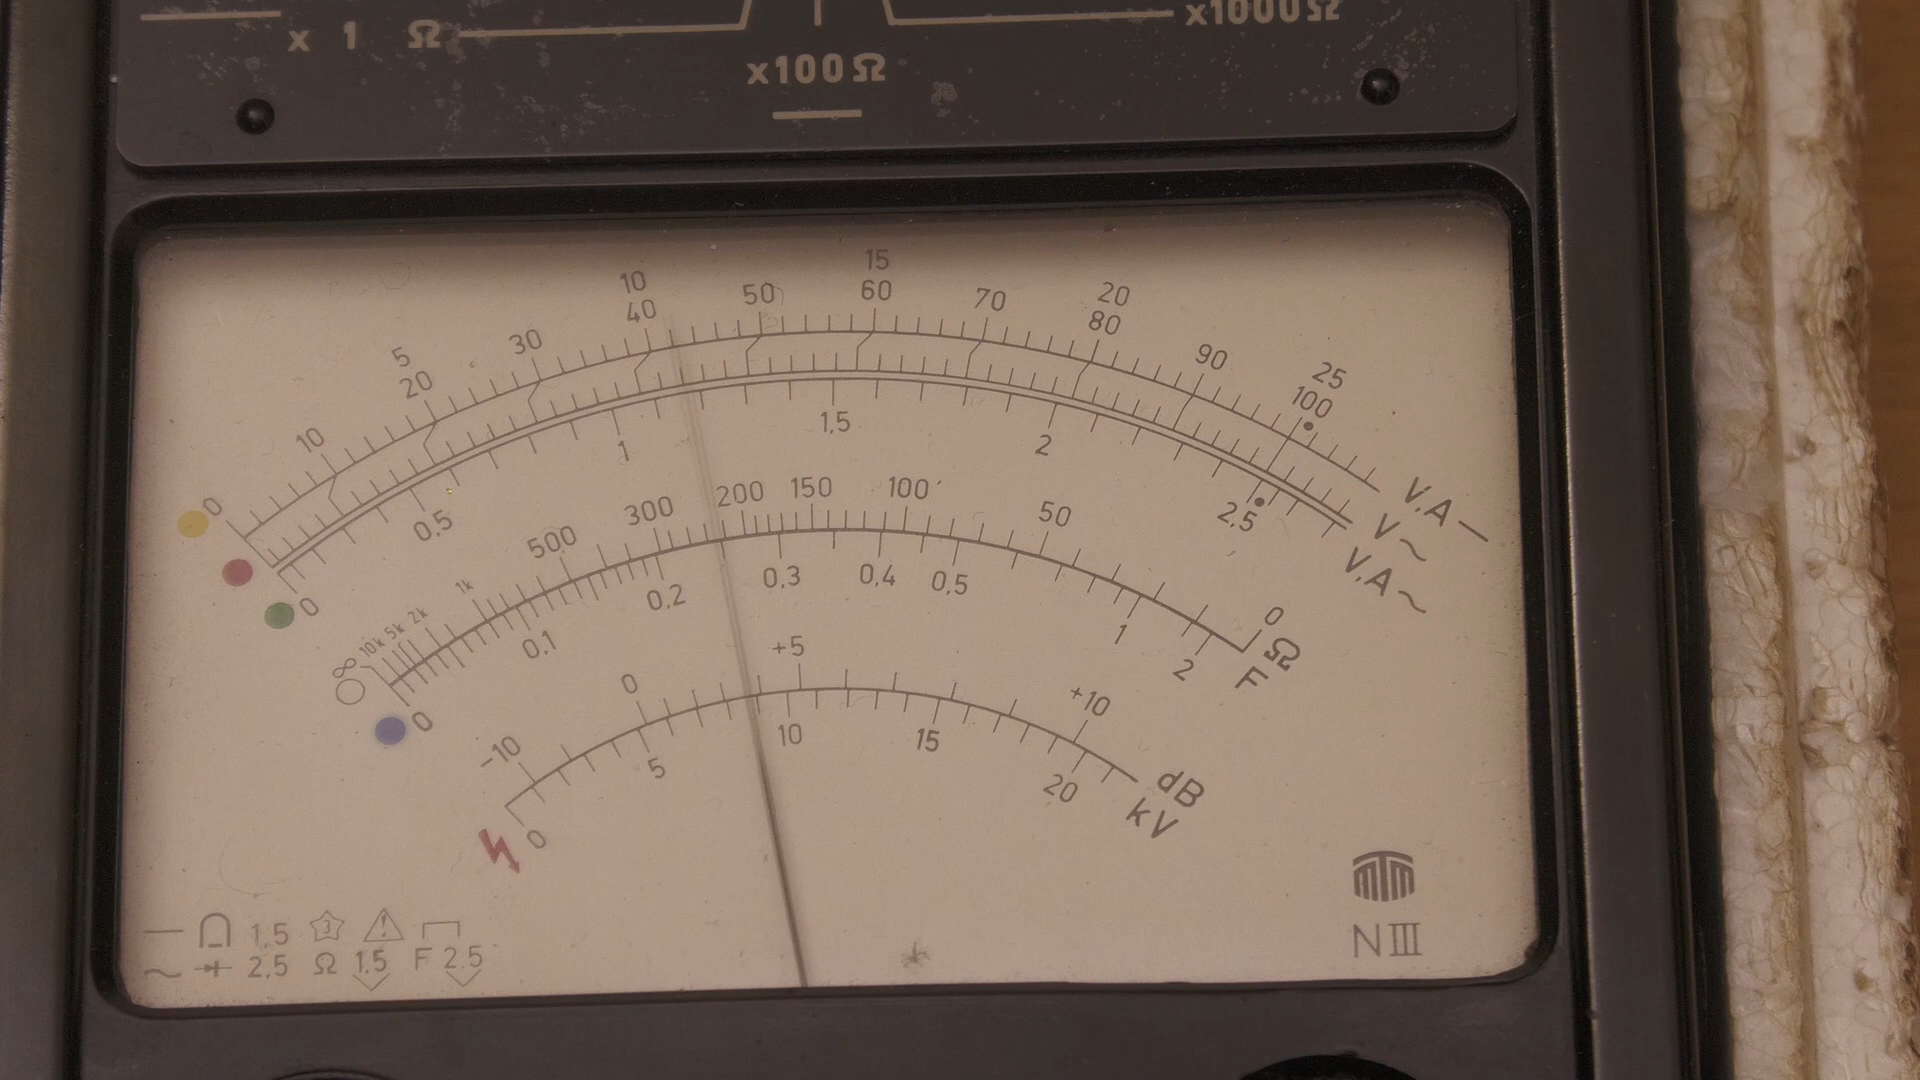 x 1 Ω
x1000Ω
x100Ω
10 15
40 50 60 70 20
30 80
5 20 90 25
10 100
0 V.A —
1 1,5 2 V ~
0,5 2,5 V.A ~
0
200 150 100
500 300 50
∞ 10k 5k 2k 1k 0 Ω
0,1 0,2 0,3 0,4 0,5 1 2 F
0
-10 0 +5 +10 dB
0 5 10 15 20 kV
— 1,5 3 !
~ 2,5 Ω 1.5 F 2.5
MTM
N III